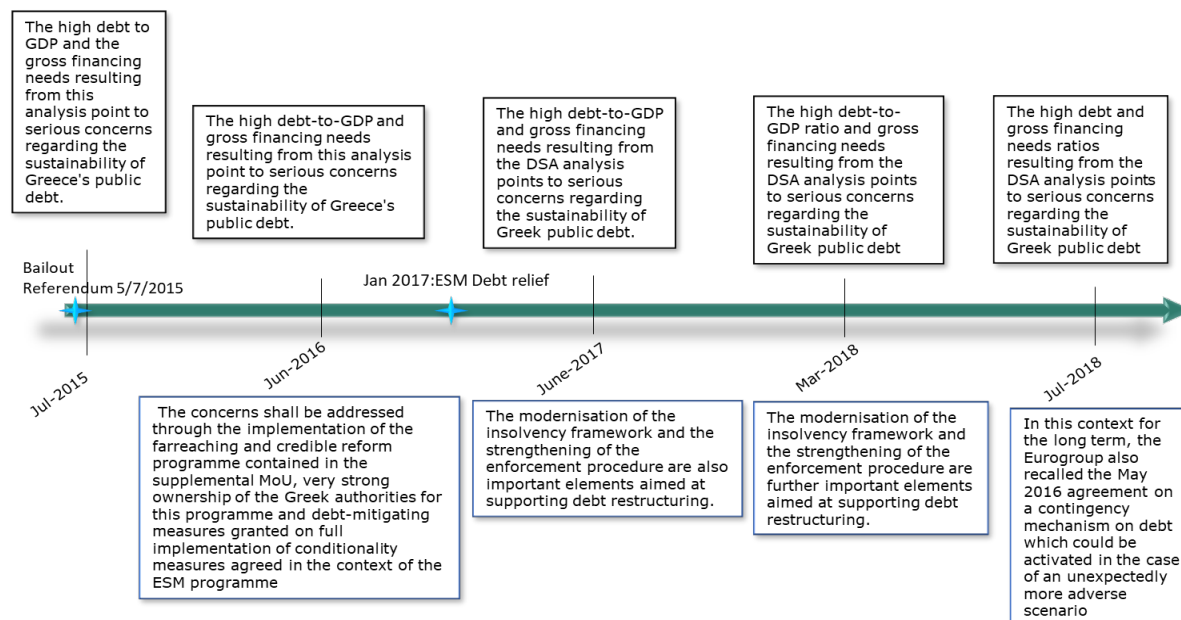 The high debt to
GDP and the
gross financing
needs resulting
from this
analysis point to
serious concerns
regarding the
sustainability of
Greece's public
debt.
The high debt-to-GDP and
gross financing needs
resulting from this analysis
point to serious concerns
regarding the
sustainability of Greece's
public debt.
The high debt-to-GDP
and gross financing
needs resulting from
the DSA analysis
points to serious
concerns regarding
the sustainability of
Greek public debt.
The high debt-to-
GDP ratio and gross
financing needs
resulting from the
DSA analysis points
to serious concerns
regarding the
sustainability of
Greek public debt
The high debt and
gross financing
needs ratios
resulting from the
DSA analysis points
to serious concerns
regarding the
sustainability of
Greek public debt
Bailout
Referendum 5/7/2015
Jan 2017:ESM Debt relief
Jul-2015
Jun-2016
June-2017
Mar-2018
Jul-2018
The concerns shall be addressed
through the implementation of the
farreaching and credible reform
programme contained in the
supplemental MoU, very strong
ownership of the Greek authorities for
this programme and debt-mitigating
measures granted on full
implementation of conditionality
measures agreed in the context of the
ESM programme
The modernisation of the
insolvency framework and the
strengthening of the
enforcement procedure are also
important elements aimed at
supporting debt restructuring.
The modernisation of the
insolvency framework and
the strengthening of the
enforcement procedure are
further important elements
aimed at supporting debt
restructuring.
In this context for
the long term, the
Eurogroup also
recalled the May
2016 agreement on
a contingency
mechanism on debt
which could be
activated in the case
of an unexpectedly
more adverse
scenario